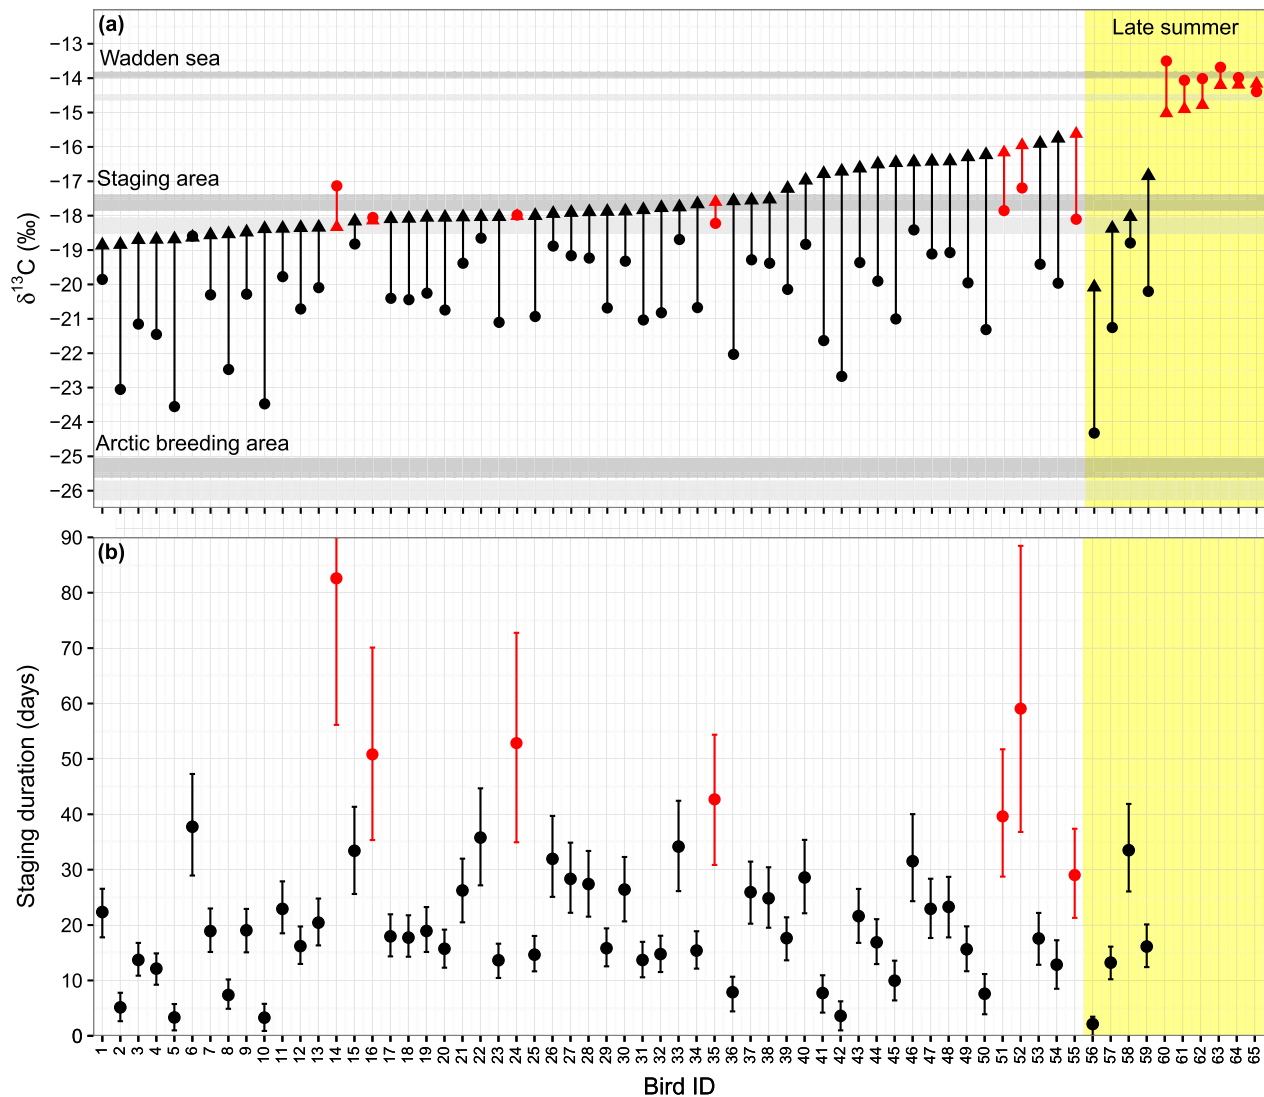 (a)
Late summer
Wadden sea
Staging area
Arctic breeding area
δ13C (‰)
−13
−14
−15
−16
−17
−18
−19
−20
−21
−22
−23
−24
−25
−26
(b)
Staging duration (days)
90
80
70
60
50
40
30
20
10
0
1 2 3 4 5 6 7 8 9 10 11 12 13 14 15 16 17 18 19 20 21 22 23 24 25 26 27 28 29 30 31 32 33 34 35 36 37 38 39 40 41 42 43 44 45 46 47 48 49 50 51 52 53 54 55 56 57 58 59 60 61 62 63 64 65
Bird ID